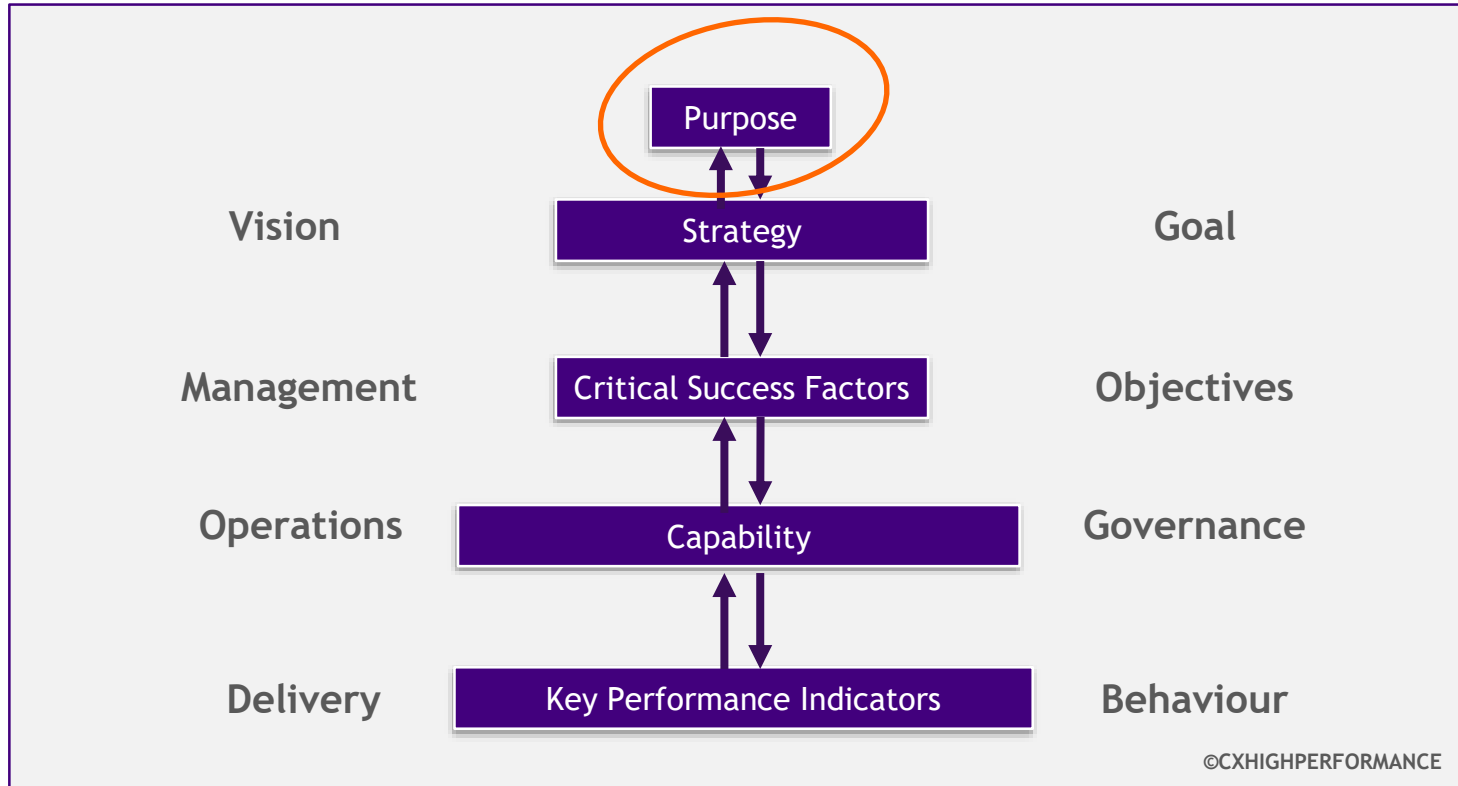 Purpose
Vision
Strategy
Goal
Management
Critical Success Factors
Objectives
Operations
Capability
Governance
Delivery
Key Performance Indicators
Behaviour
©CXHIGHPERFORMANCE